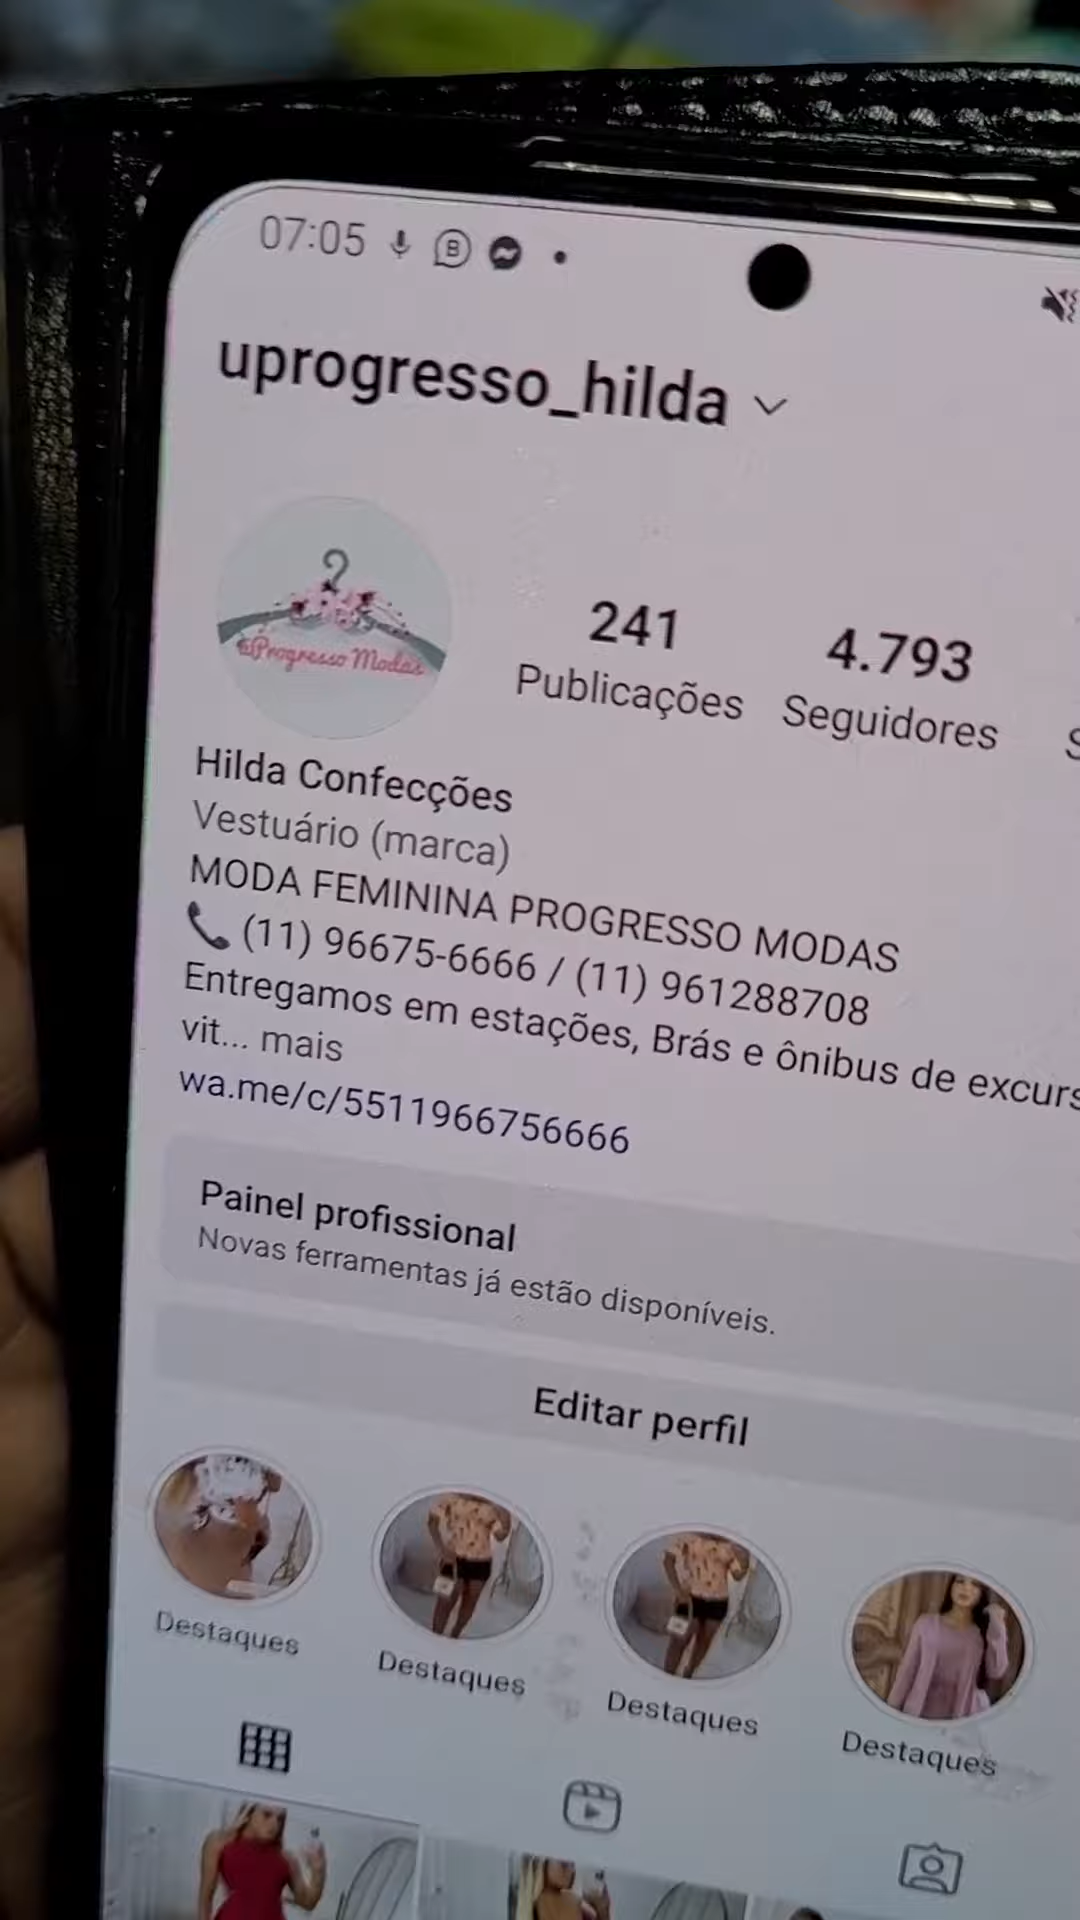 07:05
uprogresso_hilda
Progresso Modas
241
Publicações
4.793
Seguidores
Hilda Confecções
Vestuário (marca)
MODA FEMININA PROGRESSO MODAS
(11) 96675-6666 / (11) 961288708
Entregamos em estações, Brás e ônibus de excurs
vit... mais
wa.me/c/5511966756666
Painel profissional
Novas ferramentas já estão disponíveis.
Editar perfil
Destaques
Destaques
Destaques
Destaques